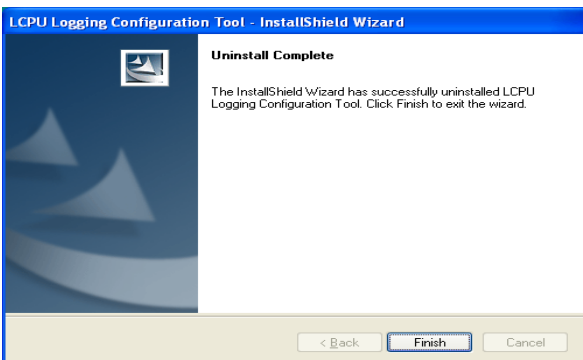 LCPU Logging Configuration Tool - InstallShield Wizard
Uninstall Complete
The InstallShield Wizard has successfully uninstalled LCPU
Logging Configuration Tool. Click Finish to exit the wizard.
< Back Finish Cancel